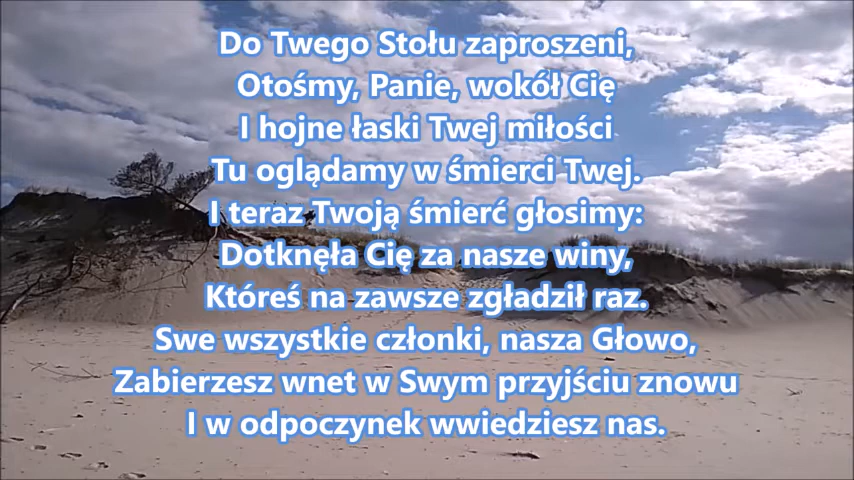 Do Twego Stołu zaproszeni,
Otośmy, Panie, wokół Cię
I hojne łaski Twej miłości
Tu oglądamy w śmierci Twej.
I teraz Twoją śmierć głosimy:
Dotknęła Cię za nasze winy,
Któreś na zawsze zgładził raz.
Swe wszystkie członki, nasza Głowo,
Zabierzesz wnet w Swym przyjściu znowu
I w odpoczynek wwiedziesz nas.